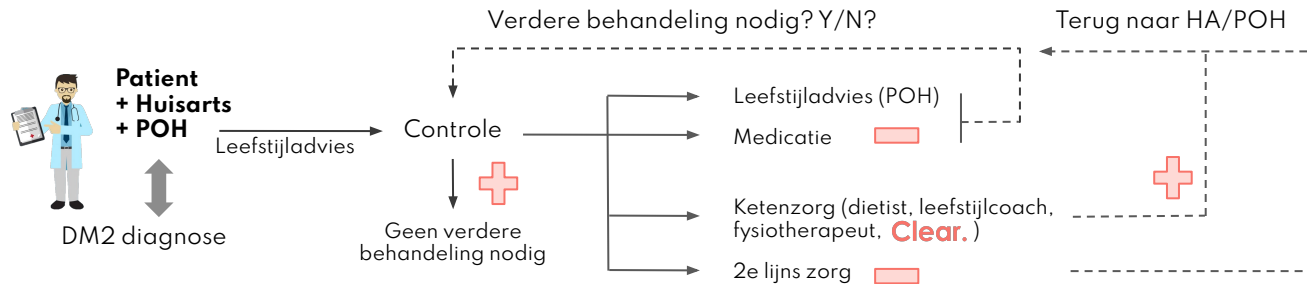 Verdere behandeling nodig? Y/N?
Terug naar HA/POH
Patient
+ Huisarts
+ POH
Leefstijladvies
DM2 diagnose
Controle
Geen verdere
behandeling nodig
Leefstijladvies (POH)
Medicatie
Ketenzorg (dietist, leefstijlcoach,
fysiotherapeut, Clear. )
2e lijns zorg